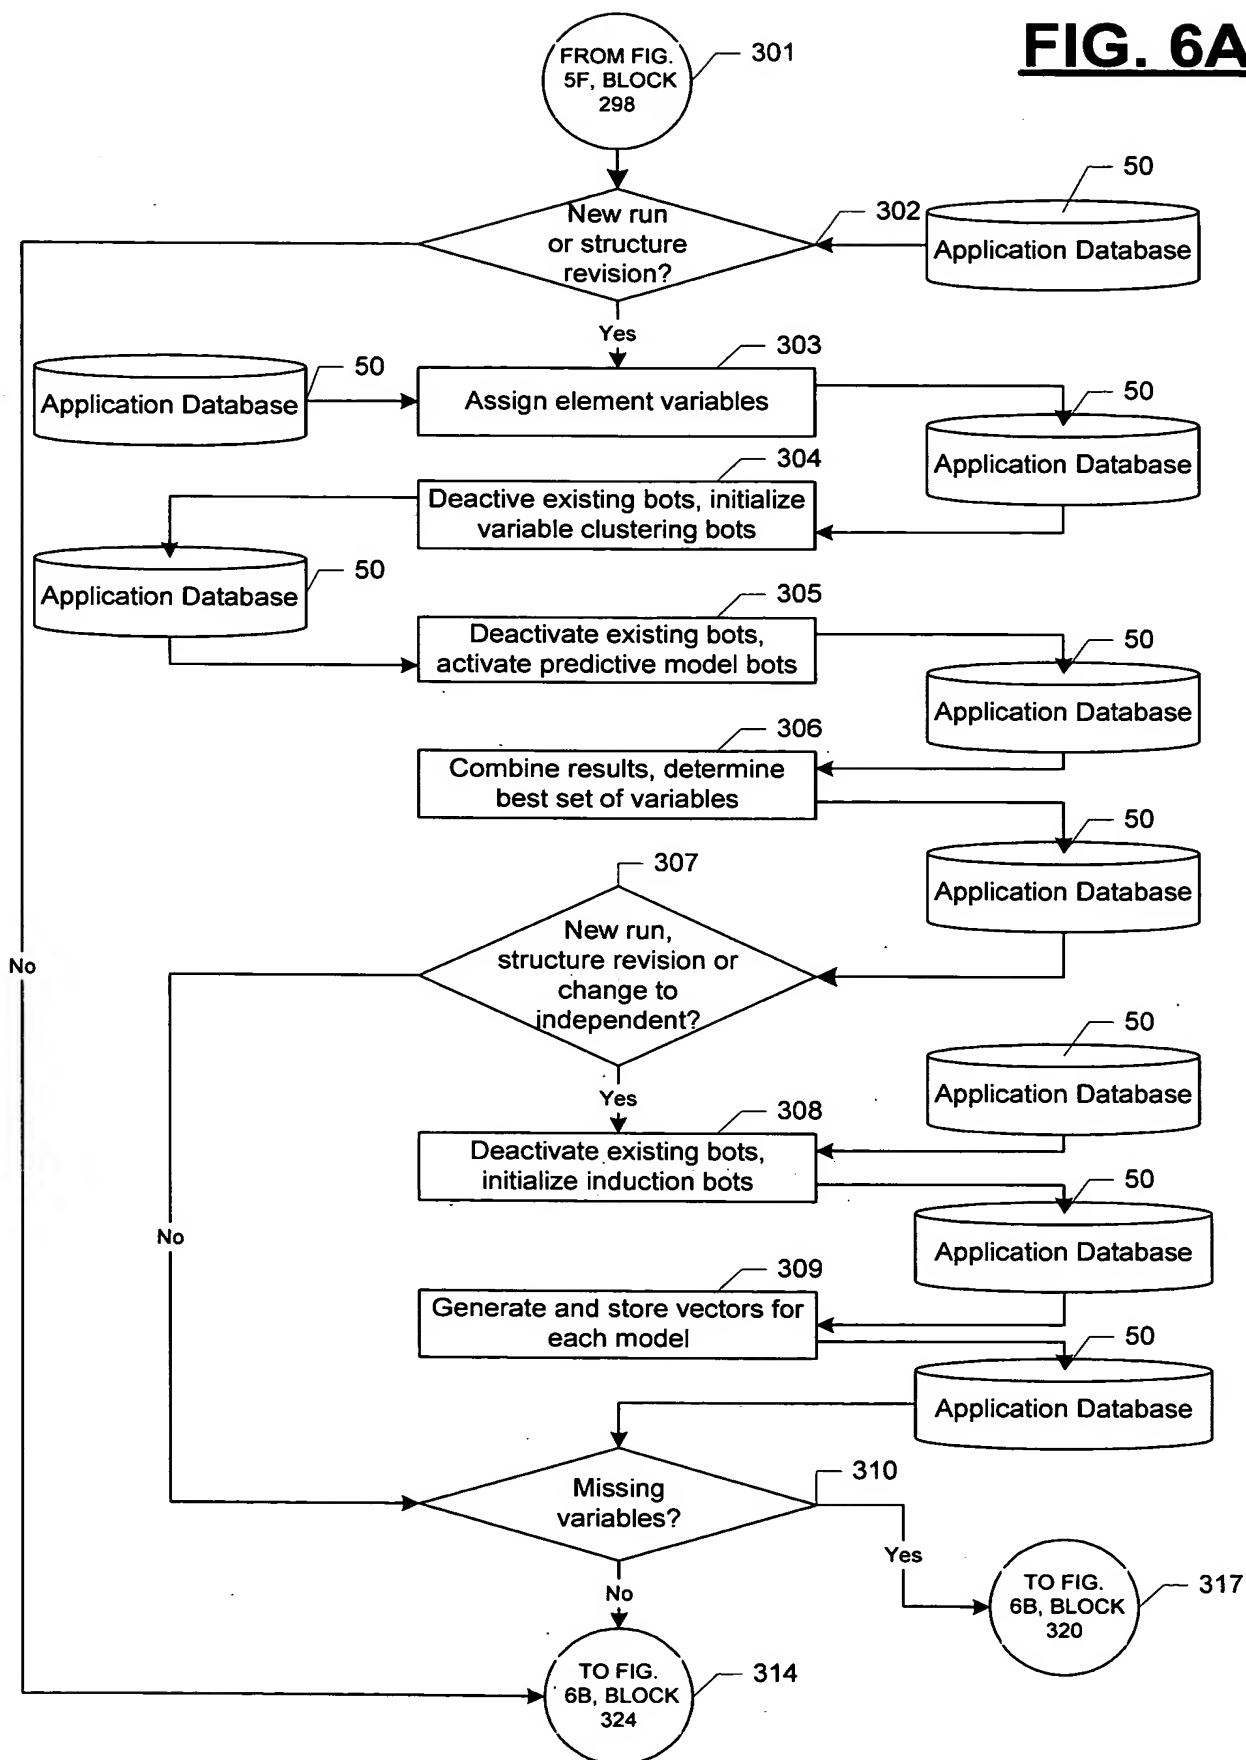 FIG. 6A
FROM FIG.
5F, BLOCK
298
301
50
New run
or structure
revision?
302
Application Database
Yes
303
50
Application Database
Assign element variables
50
Application Database
304
Deactive existing bots, initialize
variable clustering bots
50
Application Database
305
Deactivate existing bots,
activate predictive model bots
50
Application Database
306
Combine results, determine
best set of variables
50
Application Database
307
New run,
structure revision or
change to
independent?
No
50
Application Database
Yes
308
Deactivate existing bots,
initialize induction bots
50
Application Database
No
309
Generate and store vectors for
each model
50
Application Database
310
Missing
variables?
Yes
No
TO FIG.
6B, BLOCK
320
317
TO FIG.
6B, BLOCK
324
314